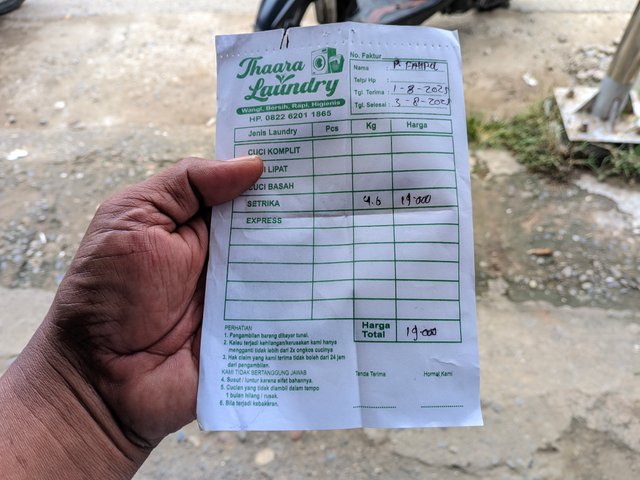 Thaara
Laundry
Wangi, Bersih, Rapi, Higienis
HP. 0822 6201 1865
No. Faktur
Nama : P. FAHRU
Telp/ Hp :
Tgl. Terima : 1-8-2025
Tgl. Selesai : 3-8-2025
Jenis Laundry Pcs Kg Harga
CUCI KOMPLIT
LIPAT
CUCI BASAH
SETRIKA 4.6 19.000
EXPRESS
Harga Total 19.000
PERHATIAN
1. Pengambilan barang dibayar tunai.
2. Kalau terjadi kehilangan/kerusakan kami hanya
mengganti tidak lebih dari 2x ongkos cucinya
3. Hak claim yang kami terima tidak boleh dari 24 jam
dari pengambilan.
KAMI TIDAK BERTANGGUNG JAWAB
4. Susut / luntur karena sifat bahannya.
5. Cucian yang tidak diambil dalam tempo
1 bulan hilang / rusak.
6. Bila terjadi kebakaran.
Tanda Terima Hormat Kami